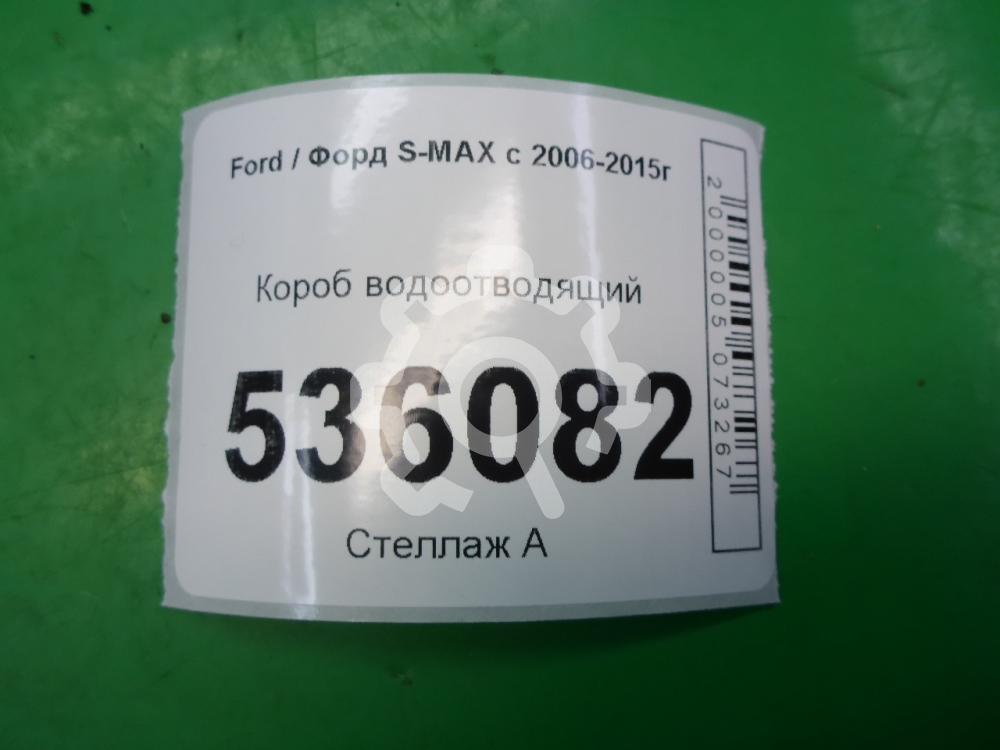 Ford / Форд S-MAX с 2006-2015г
Короб водоотводящий
536082
Стеллаж А
2000005073267